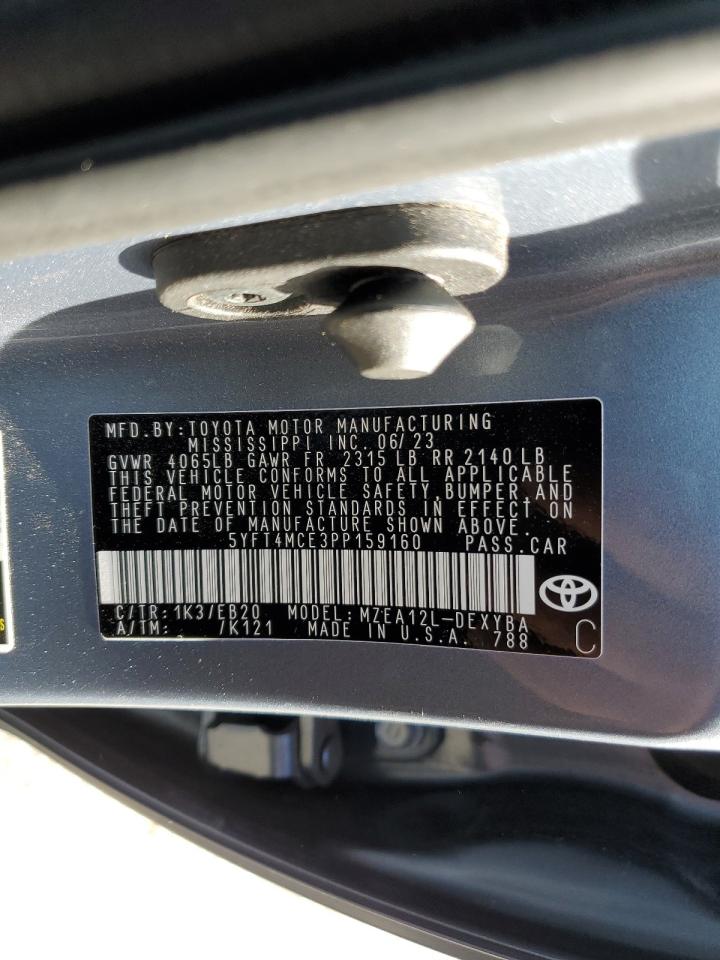 MFD.BY:TOYOTA MOTOR MANUFACTURING
MISSISSIPPI INC. 06/23
GVWR 4065LB GAWR FR 2315 LB RR 2140 LB
THIS VEHICLE CONFORMS TO ALL APPLICABLE
FEDERAL MOTOR VEHICLE SAFETY,BUMPER,AND
THEFT PREVENTION STANDARDS IN EFFECT ON
THE DATE OF MANUFACTURE SHOWN ABOVE.
5YFT4MCE3PP159160 PASS.CAR
C/TR: 1K3/EB20 MODEL: MZEA12L-DEXYBA
A/TM: /K121 MADE IN U.S.A. 788
C